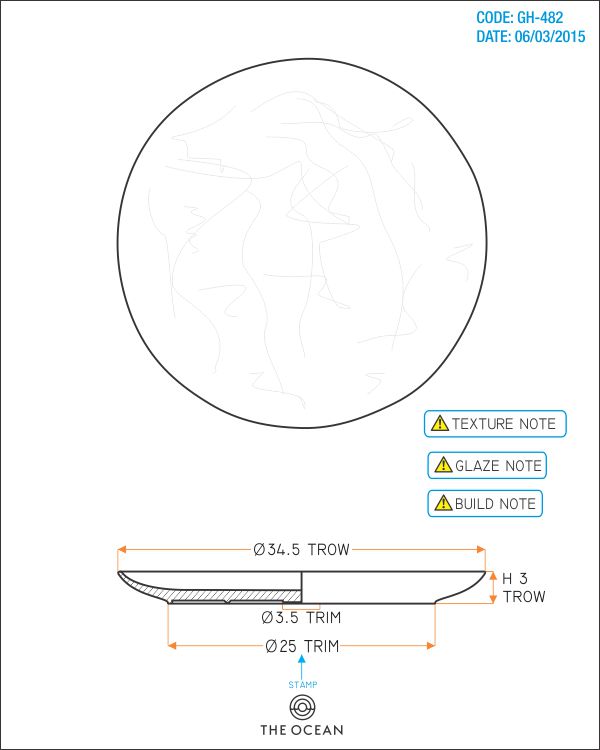 CODE: GH-482
DATE: 06/03/2015
TEXTURE NOTE
GLAZE NOTE
BUILD NOTE
Ø34.5 TROW
H 3
TROW
Ø3.5 TRIM
Ø25 TRIM
STAMP
THE OCEAN